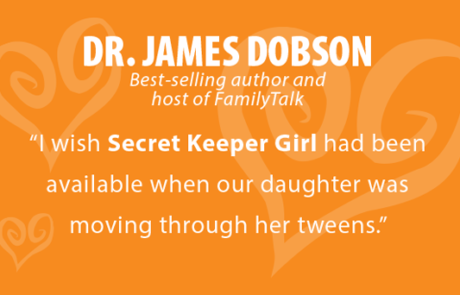 DR. JAMES DOBSON
Best-selling author and
host of FamilyTalk
“I wish Secret Keeper Girl had been
available when our daughter was
moving through her tweens.”